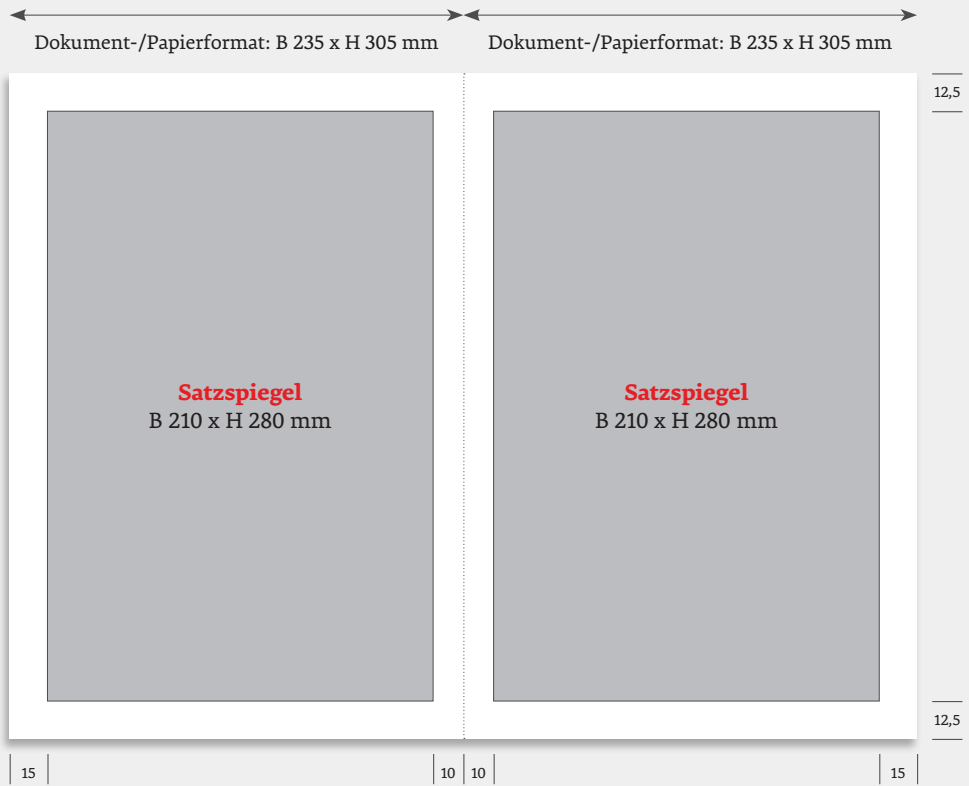 Dokument-/Papierformat: B 235 x H 305 mm
Dokument-/Papierformat: B 235 x H 305 mm
12,5
Satzspiegel
B 210 x H 280 mm
Satzspiegel
B 210 x H 280 mm
12,5
15
10
10
15